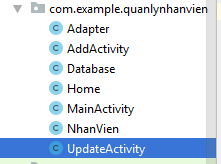 com.example.quanlynhanvien
Adapter
AddActivity
Database
Home
MainActivity
NhanVien
UpdateActivity